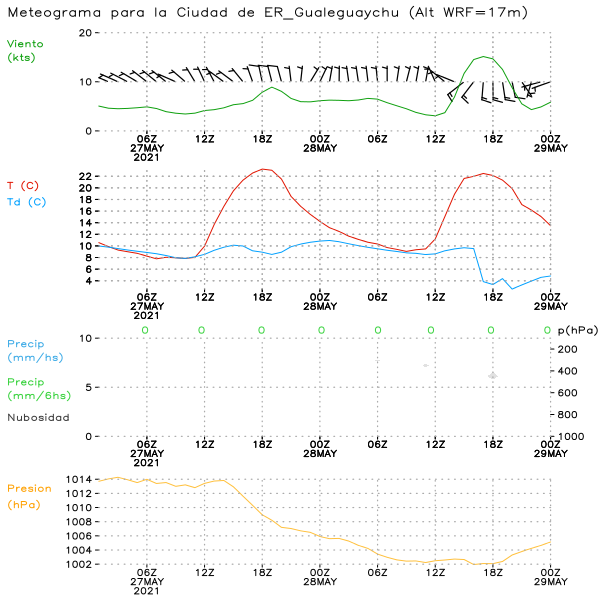 Meteograma para la Ciudad de ER_Gualeguaychu (Alt WRF=17m)
Viento
(kts)
20
10
0
06Z 12Z 18Z 00Z 06Z 12Z 18Z 00Z
27MAY 28MAY 29MAY
2021
T (C)
Td (C)
22
20
18
16
14
12
10
8
6
4
06Z 12Z 18Z 00Z 06Z 12Z 18Z 00Z
27MAY 28MAY 29MAY
2021
0 0 0 0 0 0 0 0 p(hPa)
Precip
(mm/hs)
Precip
(mm/6hs)
Nubosidad
10
5
0
200
400
600
800
1000
06Z 12Z 18Z 00Z 06Z 12Z 18Z 00Z
27MAY 28MAY 29MAY
2021
Presion
(hPa)
1014
1012
1010
1008
1006
1004
1002
06Z 12Z 18Z 00Z 06Z 12Z 18Z 00Z
27MAY 28MAY 29MAY
2021